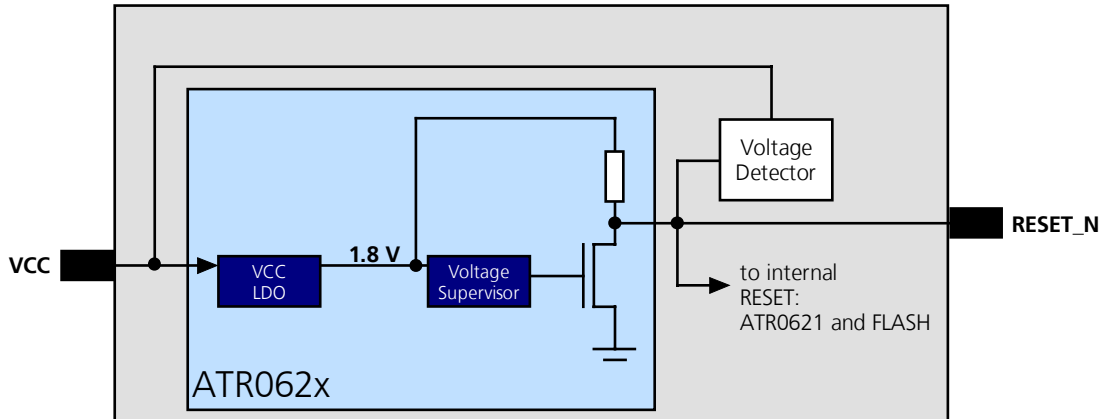 Voltage
Detector
RESET_N
VCC
1.8 V
VCC
LDO
Voltage
Supervisor
to internal
RESET:
ATR0621 and FLASH
ATR062x